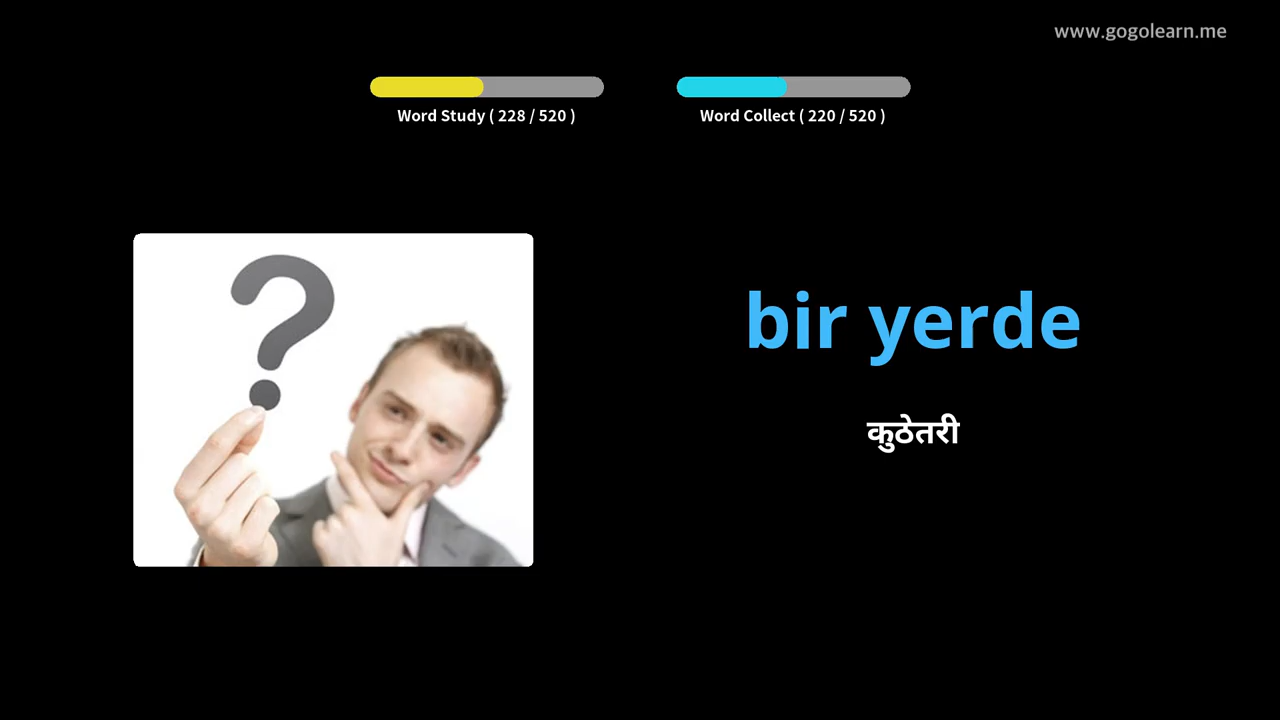 www.gogolearn.me
Word Study ( 228 / 520 )
Word Collect ( 220 / 520 )
?
bir yerde
कुठेतरी